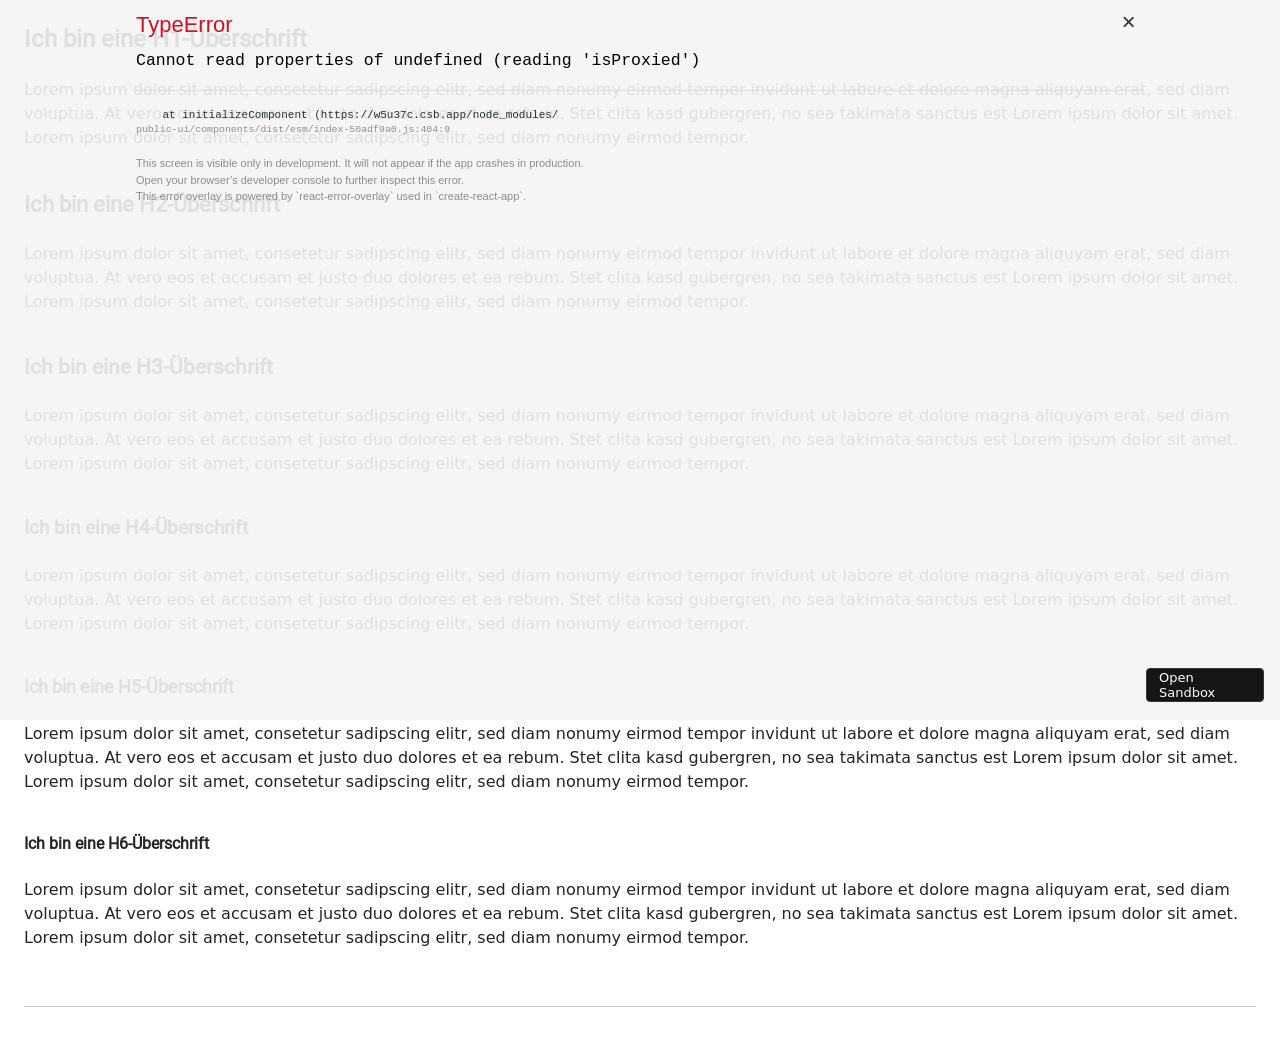 TypeError
✕
Cannot read properties of undefined (reading 'isProxied')
at initializeComponent (https://w5u37c.csb.app/node_modules/
public-ui/components/dist/esm/index-50adf9a0.js:404:9
This screen is visible only in development. It will not appear if the app crashes in production.
Open your browser’s developer console to further inspect this error.
This error overlay is powered by `react-error-overlay` used in `create-react-app`.
Ich bin eine H1-Überschrift
Lorem ipsum dolor sit amet, consetetur sadipscing elitr, sed diam nonumy eirmod tempor invidunt ut labore et dolore magna aliquyam erat, sed diam
voluptua. At vero eos et accusam et justo duo dolores et ea rebum. Stet clita kasd gubergren, no sea takimata sanctus est Lorem ipsum dolor sit amet.
Lorem ipsum dolor sit amet, consetetur sadipscing elitr, sed diam nonumy eirmod tempor.
Ich bin eine H2-Überschrift
Lorem ipsum dolor sit amet, consetetur sadipscing elitr, sed diam nonumy eirmod tempor invidunt ut labore et dolore magna aliquyam erat, sed diam
voluptua. At vero eos et accusam et justo duo dolores et ea rebum. Stet clita kasd gubergren, no sea takimata sanctus est Lorem ipsum dolor sit amet.
Lorem ipsum dolor sit amet, consetetur sadipscing elitr, sed diam nonumy eirmod tempor.
Ich bin eine H3-Überschrift
Lorem ipsum dolor sit amet, consetetur sadipscing elitr, sed diam nonumy eirmod tempor invidunt ut labore et dolore magna aliquyam erat, sed diam
voluptua. At vero eos et accusam et justo duo dolores et ea rebum. Stet clita kasd gubergren, no sea takimata sanctus est Lorem ipsum dolor sit amet.
Lorem ipsum dolor sit amet, consetetur sadipscing elitr, sed diam nonumy eirmod tempor.
Ich bin eine H4-Überschrift
Lorem ipsum dolor sit amet, consetetur sadipscing elitr, sed diam nonumy eirmod tempor invidunt ut labore et dolore magna aliquyam erat, sed diam
voluptua. At vero eos et accusam et justo duo dolores et ea rebum. Stet clita kasd gubergren, no sea takimata sanctus est Lorem ipsum dolor sit amet.
Lorem ipsum dolor sit amet, consetetur sadipscing elitr, sed diam nonumy eirmod tempor.
Ich bin eine H5-Überschrift
Open
Sandbox
Lorem ipsum dolor sit amet, consetetur sadipscing elitr, sed diam nonumy eirmod tempor invidunt ut labore et dolore magna aliquyam erat, sed diam
voluptua. At vero eos et accusam et justo duo dolores et ea rebum. Stet clita kasd gubergren, no sea takimata sanctus est Lorem ipsum dolor sit amet.
Lorem ipsum dolor sit amet, consetetur sadipscing elitr, sed diam nonumy eirmod tempor.
Ich bin eine H6-Überschrift
Lorem ipsum dolor sit amet, consetetur sadipscing elitr, sed diam nonumy eirmod tempor invidunt ut labore et dolore magna aliquyam erat, sed diam
voluptua. At vero eos et accusam et justo duo dolores et ea rebum. Stet clita kasd gubergren, no sea takimata sanctus est Lorem ipsum dolor sit amet.
Lorem ipsum dolor sit amet, consetetur sadipscing elitr, sed diam nonumy eirmod tempor.